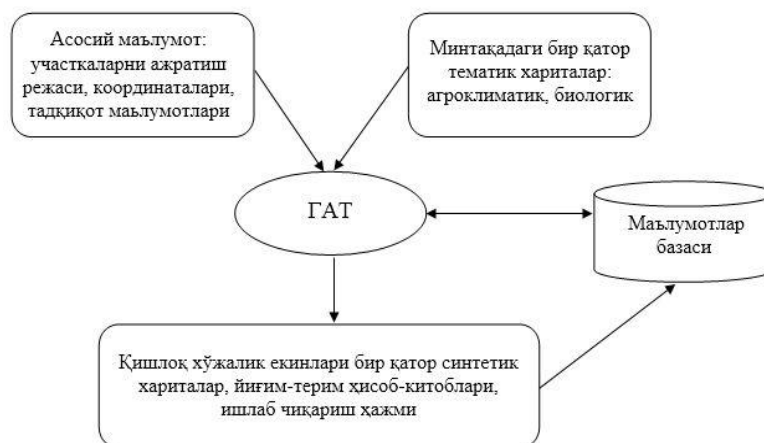 Асосий маълумот:
участкаларни ажратиш
режаси, координаталари,
тадқиқот маълумотлари
Минтақадаги бир қатор
тематик хариталар:
агроклиматик, биологик
ГАТ
Маълумотлар
базаси
Қишлоқ хўжалик екинлари бир қатор синтетик
хариталар, йиғим-терим ҳисоб-китоблари,
ишлаб чиқариш ҳажми